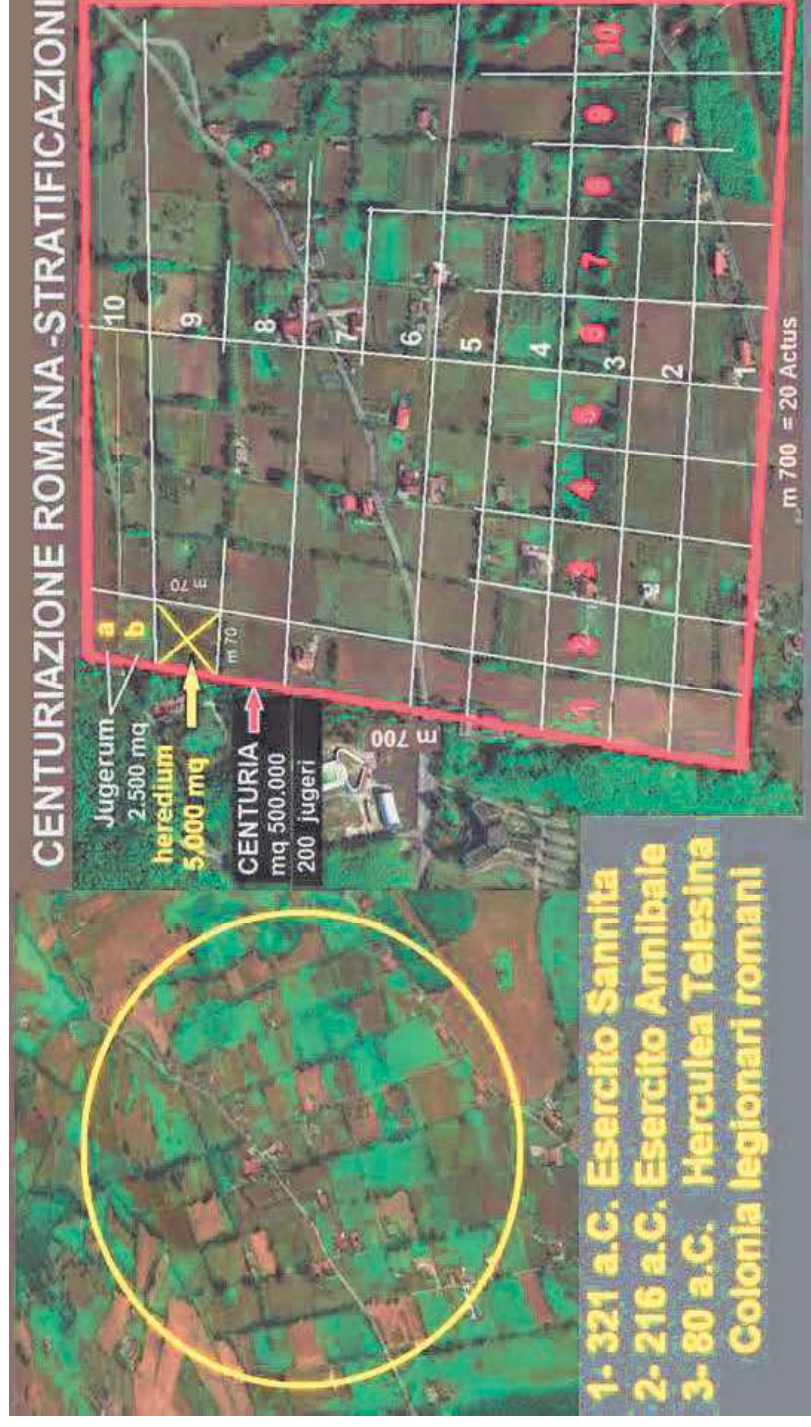 CENTURIAZIONE ROMANA -STRATIFICAZIONI
Jugerum
2.500 mq
a
b
heredium
5.000 mq
m 70
m 70
CENTURIA
mq 500.000
200 jugeri
m 700
10
9
8
7
6
5
4
3
2
1
1
2
3
4
5
6
7
8
9
10
m 700 = 20 Actus
1- 321 a.C. Esercito Sannita
2- 216 a.C. Esercito Annibale
3- 80 a.C. Herculea Telesina
Colonia legionari romani